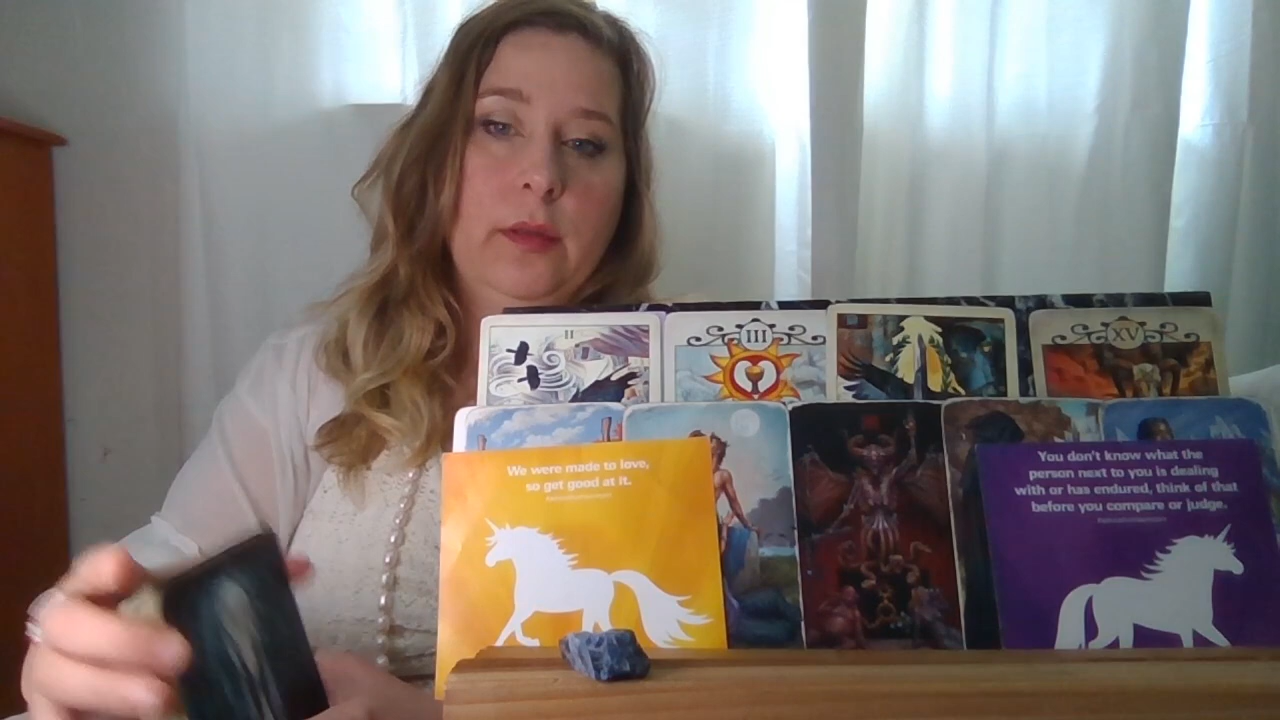 II
III
XV
We were made to love,
so get good at it.
You don't know what the
person next to you is dealing
with or has endured, think of that
before you compare or judge.